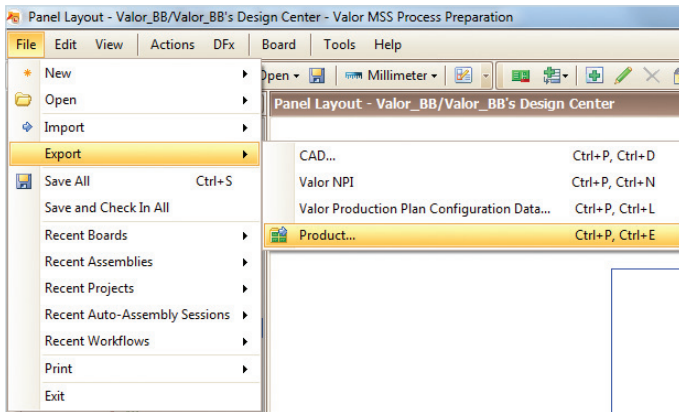 Panel Layout - Valor_BB/Valor_BB's Design Center - Valor MSS Process Preparation
File Edit View Actions DFx Board Tools Help
New
Open
Import
Export
Save All Ctrl+S
Save and Check In All
Recent Boards
Recent Assemblies
Recent Projects
Recent Auto-Assembly Sessions
Recent Workflows
Print
Exit
Open Millimeter
Panel Layout - Valor_BB/Valor_BB's Design Center
CAD... Ctrl+P, Ctrl+D
Valor NPI Ctrl+P, Ctrl+N
Valor Production Plan Configuration Data... Ctrl+P, Ctrl+L
Product... Ctrl+P, Ctrl+E